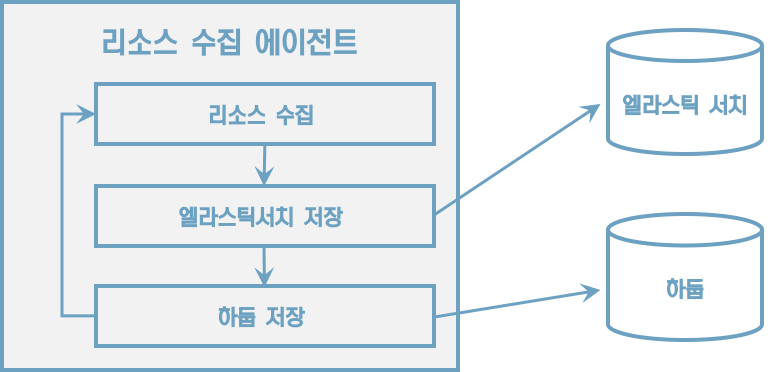 리소스 수집 에이전트
리소스 수집
엘라스틱서치 저장
하둡 저장
엘라스틱 서치
하둡